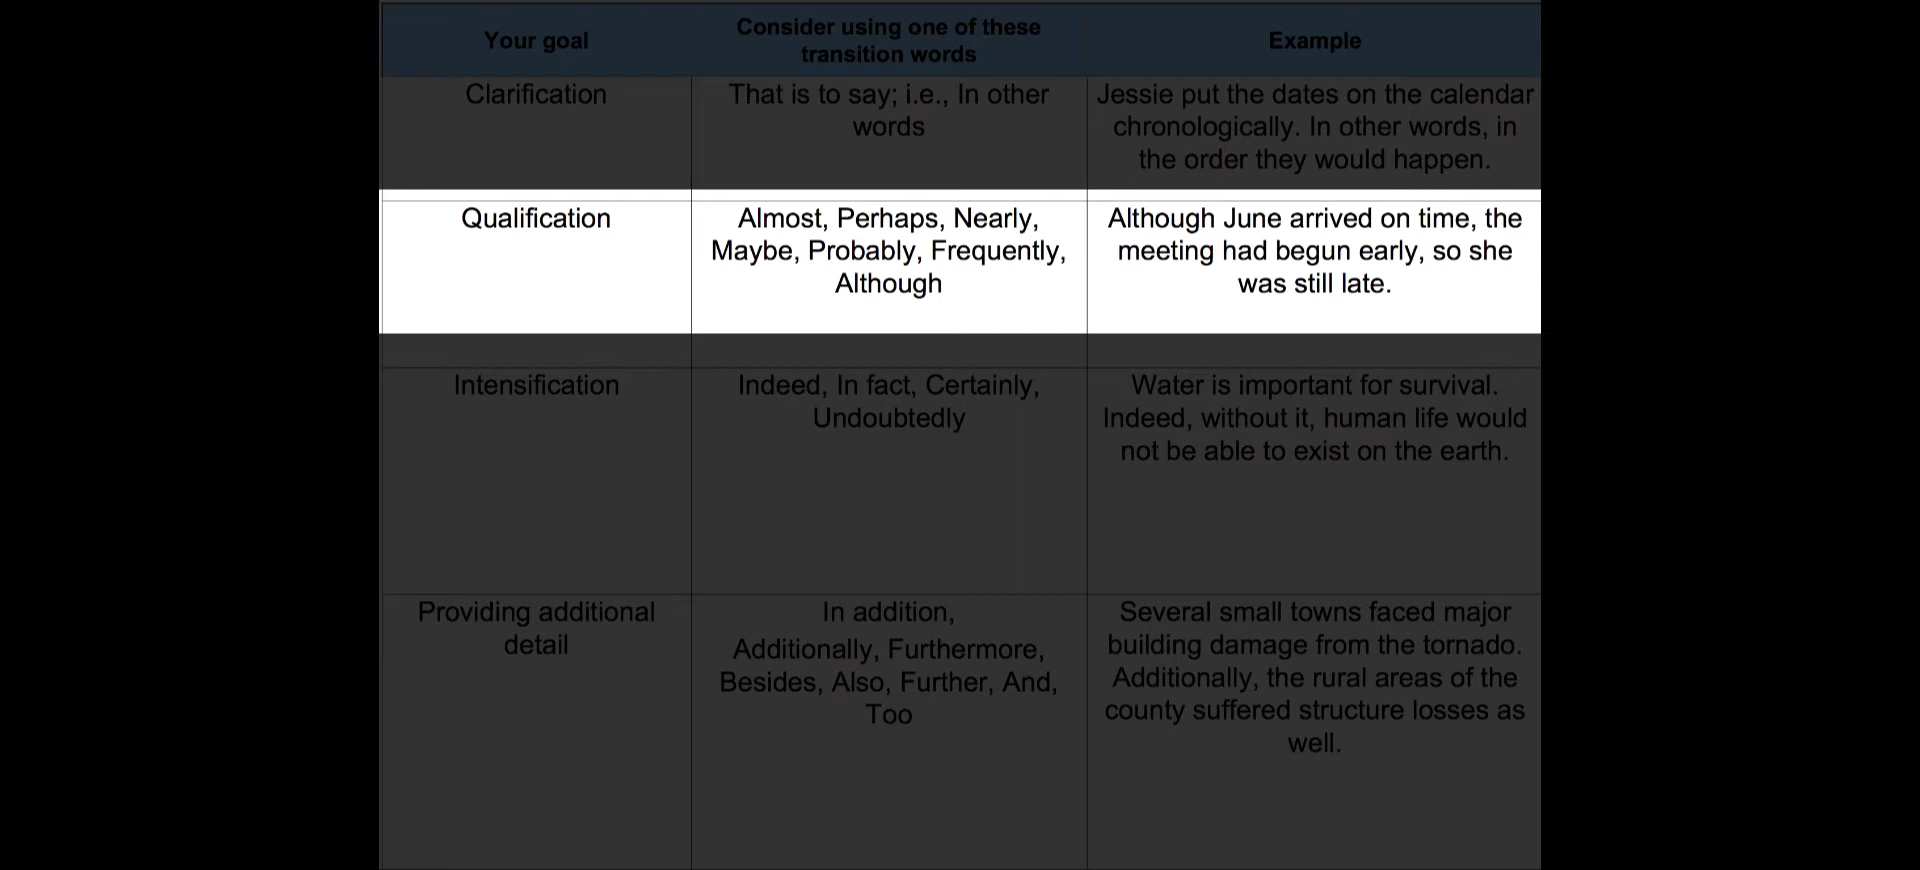 Your goal
Consider using one of these
transition words
Example
Clarification
That is to say; i.e., In other
words
Jessie put the dates on the calendar
chronologically. In other words, in
the order they would happen.
Qualification
Almost, Perhaps, Nearly,
Maybe, Probably, Frequently,
Although
Although June arrived on time, the
meeting had begun early, so she
was still late.
Intensification
Indeed, In fact, Certainly,
Undoubtedly
Water is important for survival.
Indeed, without it, human life would
not be able to exist on the earth.
Providing additional
detail
In addition,
Additionally, Furthermore,
Besides, Also, Further, And,
Too
Several small towns faced major
building damage from the tornado.
Additionally, the rural areas of the
county suffered structure losses as
well.